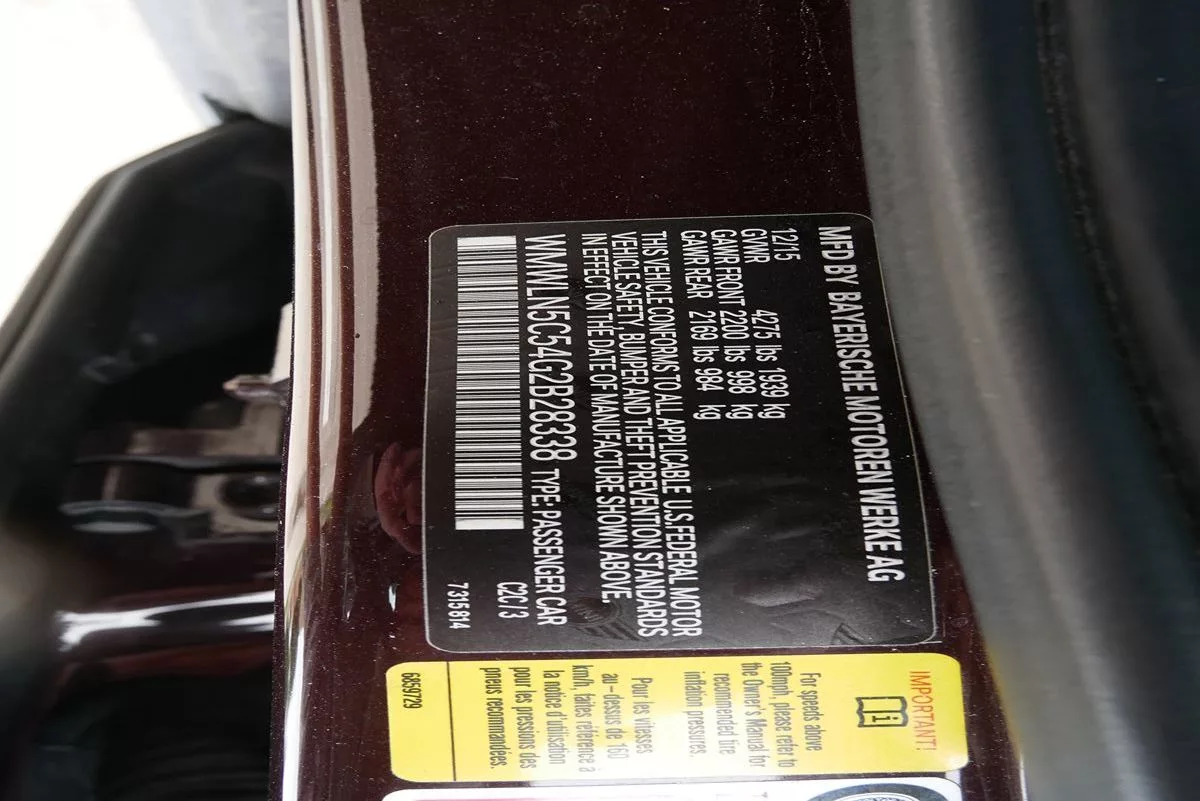 MFD BY BAYERISCHE MOTOREN WERKE AG
12/15
GVWR 4275 lbs 1939 kg
GAWR FRONT 2200 lbs 998 kg
GAWR REAR 2169 lbs 984 kg
THIS VEHICLE CONFORMS TO ALL APPLICABLE U.S.FEDERAL MOTOR
VEHICLE SAFETY, BUMPER AND THEFT PREVENTION STANDARDS
IN EFFECT ON THE DATE OF MANUFACTURE SHOWN ABOVE.
WMWLN5C54G2B28338 TYPE: PASSENGER CAR
C2C/3
7315814
IMPORTANT!
i
For speeds above
100mph, please refer to
the Owner's Manual for
recommended tire
inflation pressures.
Pour les vitesses
au-dessus de 160
km/h, faites référence à
la notice d'utilisation
pour les pressions des
pneus recommandées.
6859729